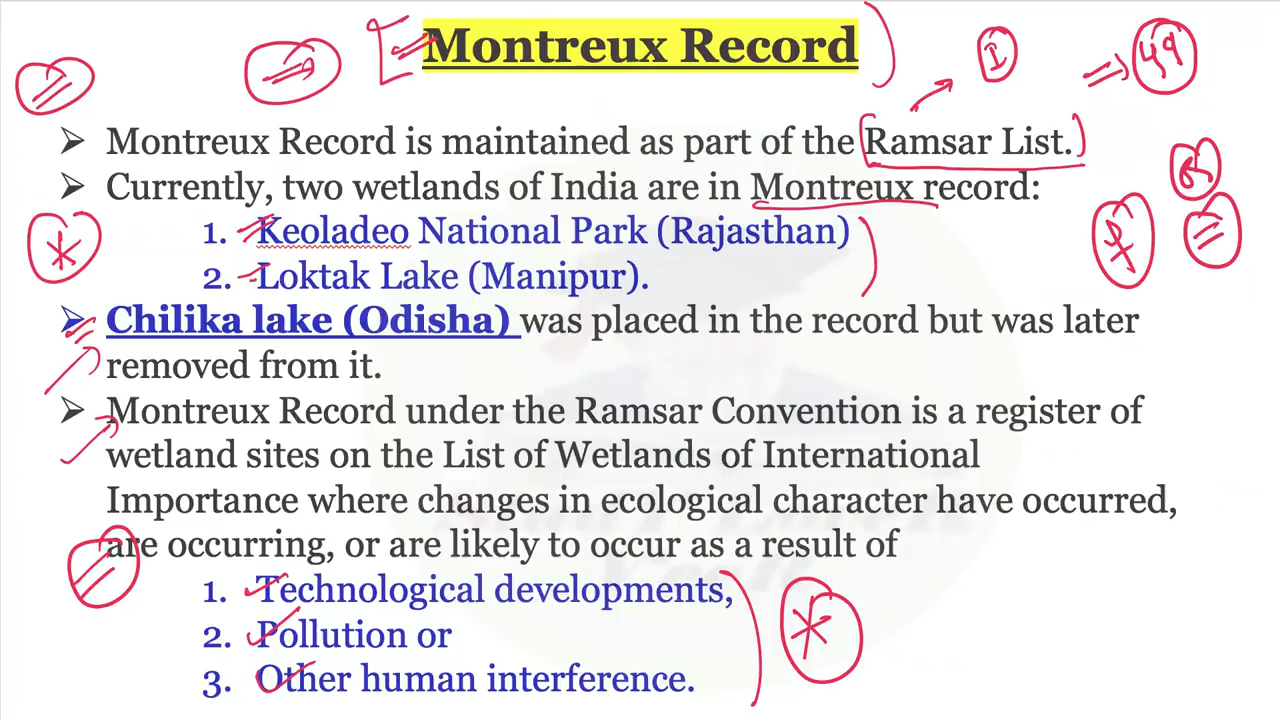 Montreux Record
49
➢ Montreux Record is maintained as part of the Ramsar List.
➢ Currently, two wetlands of India are in Montreux record:
1. Keoladeo National Park (Rajasthan)
2. Loktak Lake (Manipur).
➢ Chilika lake (Odisha) was placed in the record but was later
removed from it.
➢ Montreux Record under the Ramsar Convention is a register of
wetland sites on the List of Wetlands of International
Importance where changes in ecological character have occurred,
are occurring, or are likely to occur as a result of
1. Technological developments,
2. Pollution or
3. Other human interference.